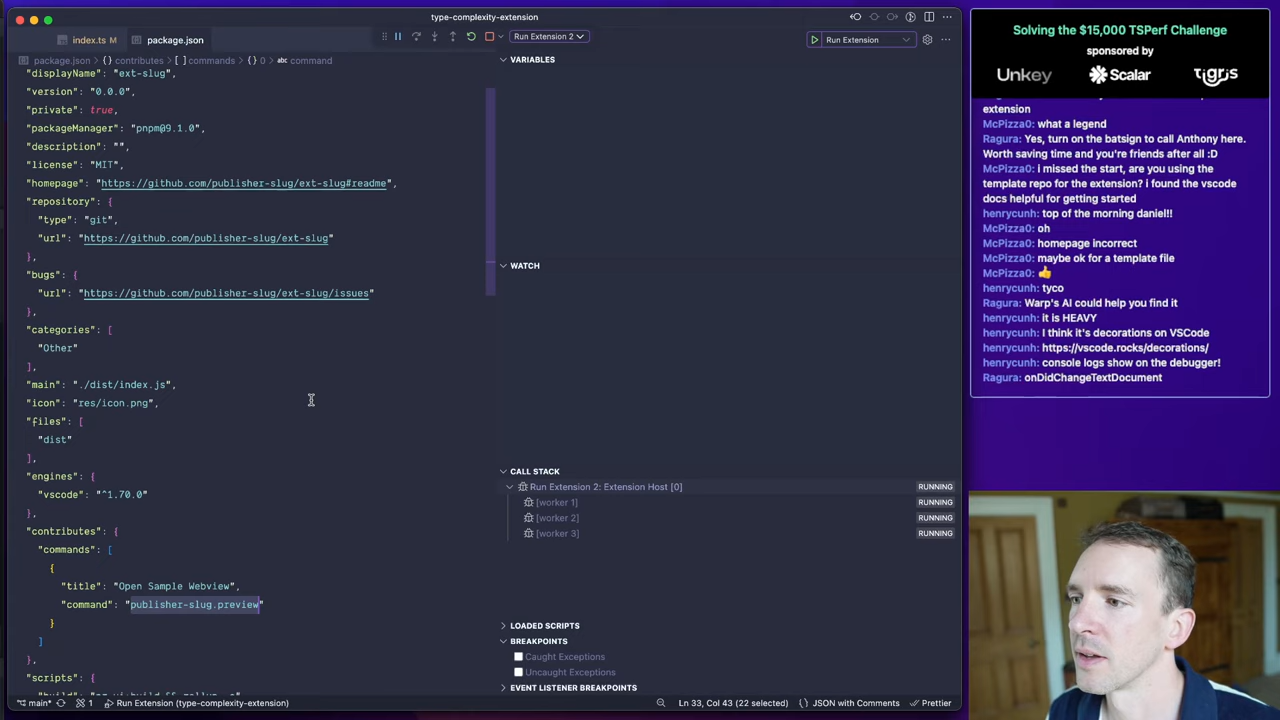 type-complexity-extension
index.ts M
package.json
Run Extension 2
Run Extension
package.json > contributes > [ ] commands > { } 0 > abc command
"displayName": "ext-slug",
"version": "0.0.0",
"private": true,
"packageManager": "pnpm@9.1.0",
"description": "",
"license": "MIT",
"homepage": "https://github.com/publisher-slug/ext-slug#readme",
"repository": {
"type": "git",
"url": "https://github.com/publisher-slug/ext-slug"
},
"bugs": {
"url": "https://github.com/publisher-slug/ext-slug/issues"
},
"categories": [
"Other"
],
"main": "./dist/index.js",
"icon": "res/icon.png",
"files": [
"dist"
],
"engines": {
"vscode": "^1.70.0"
},
"contributes": {
"commands": [
{
"title": "Open Sample Webview",
"command": "publisher-slug.preview"
}
]
},
"scripts": {
VARIABLES
WATCH
CALL STACK
Run Extension 2: Extension Host [0] RUNNING
[worker 1] RUNNING
[worker 2] RUNNING
[worker 3] RUNNING
LOADED SCRIPTS
BREAKPOINTS
Caught Exceptions
Uncaught Exceptions
EVENT LISTENER BREAKPOINTS
main* 1 Run Extension (type-complexity-extension)
Ln 33, Col 43 (22 selected) { } JSON with Comments Prettier
Solving the $15,000 TSPerf Challenge
sponsored by
Unkey Scalar tigris
extension
McPizza0: what a legend
Ragura: Yes, turn on the batsign to call Anthony here.
Worth saving time and you're friends after all :D
McPizza0: i missed the start, are you using the
template repo for the extension? i found the vscode
docs helpful for getting started
henrycunh: top of the morning daniel!!
McPizza0: oh
McPizza0: homepage incorrect
McPizza0: maybe ok for a template file
McPizza0: 👍
henrycunh: tyco
Ragura: Warp's AI could help you find it
henrycunh: it is HEAVY
henrycunh: I think it's decorations on VSCode
henrycunh: https://vscode.rocks/decorations/
henrycunh: console logs show on the debugger!
Ragura: onDidChangeTextDocument